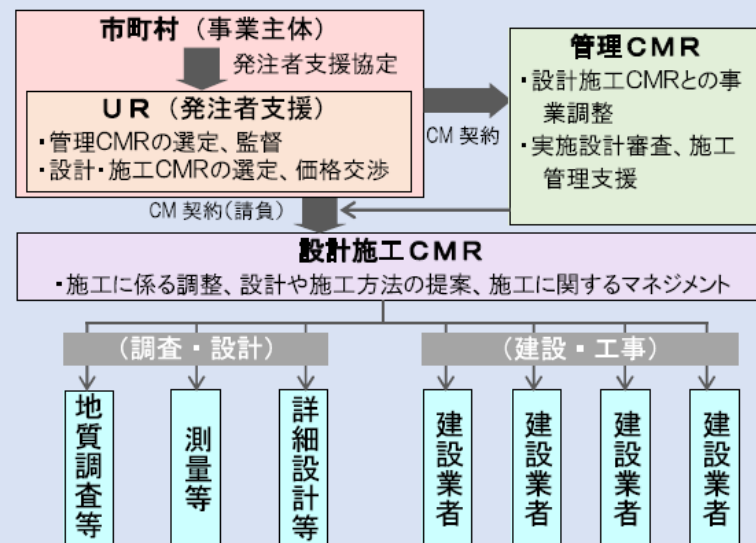 市町村（事業主体）
発注者支援協定
ＵＲ（発注者支援）
・管理CMRの選定、監督
・設計・施工CMRの選定、価格交渉
CM 契約
管理ＣＭＲ
・設計施工CMRとの事
業調整
・実施設計審査、施工
管理支援
CM 契約(請負)
設計施工ＣＭＲ
・施工に係る調整、設計や施工方法の提案、施工に関するマネジメント
（調査・設計）
（建設・工事）
地質調査等
測量等
詳細設計等
建設業者
建設業者
建設業者
建設業者